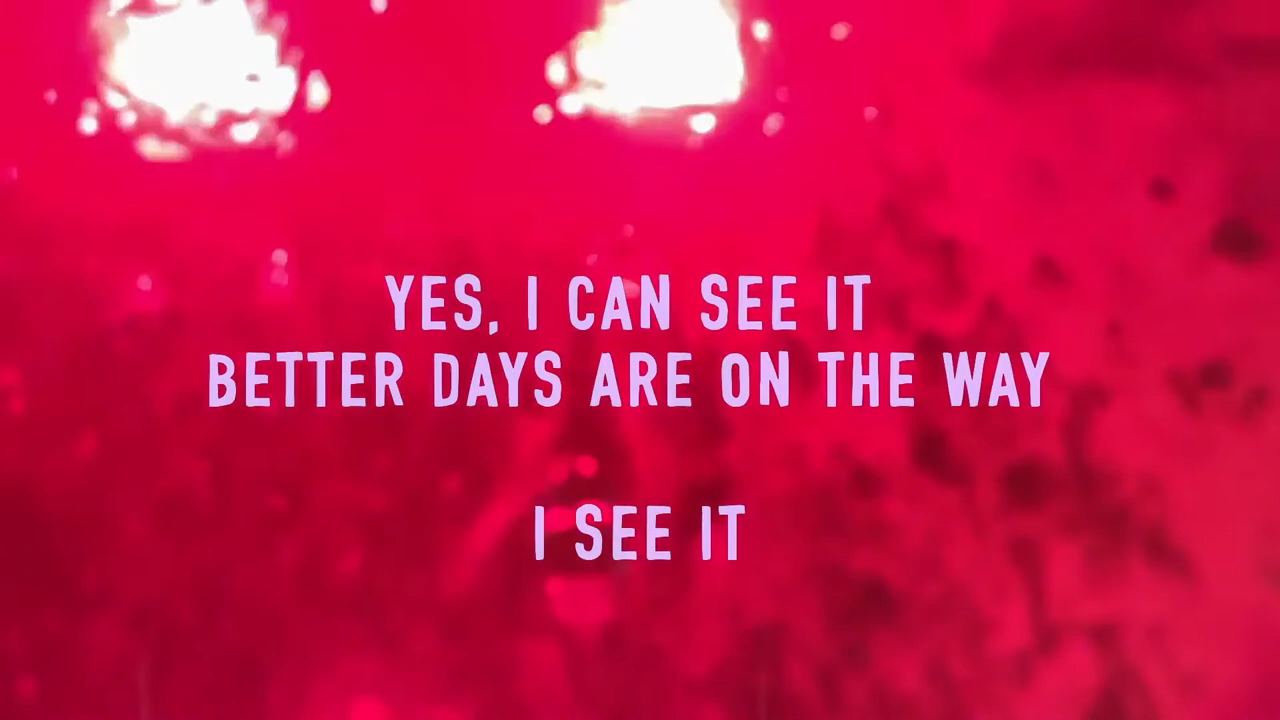 YES, I CAN SEE IT
BETTER DAYS ARE ON THE WAY
I SEE IT